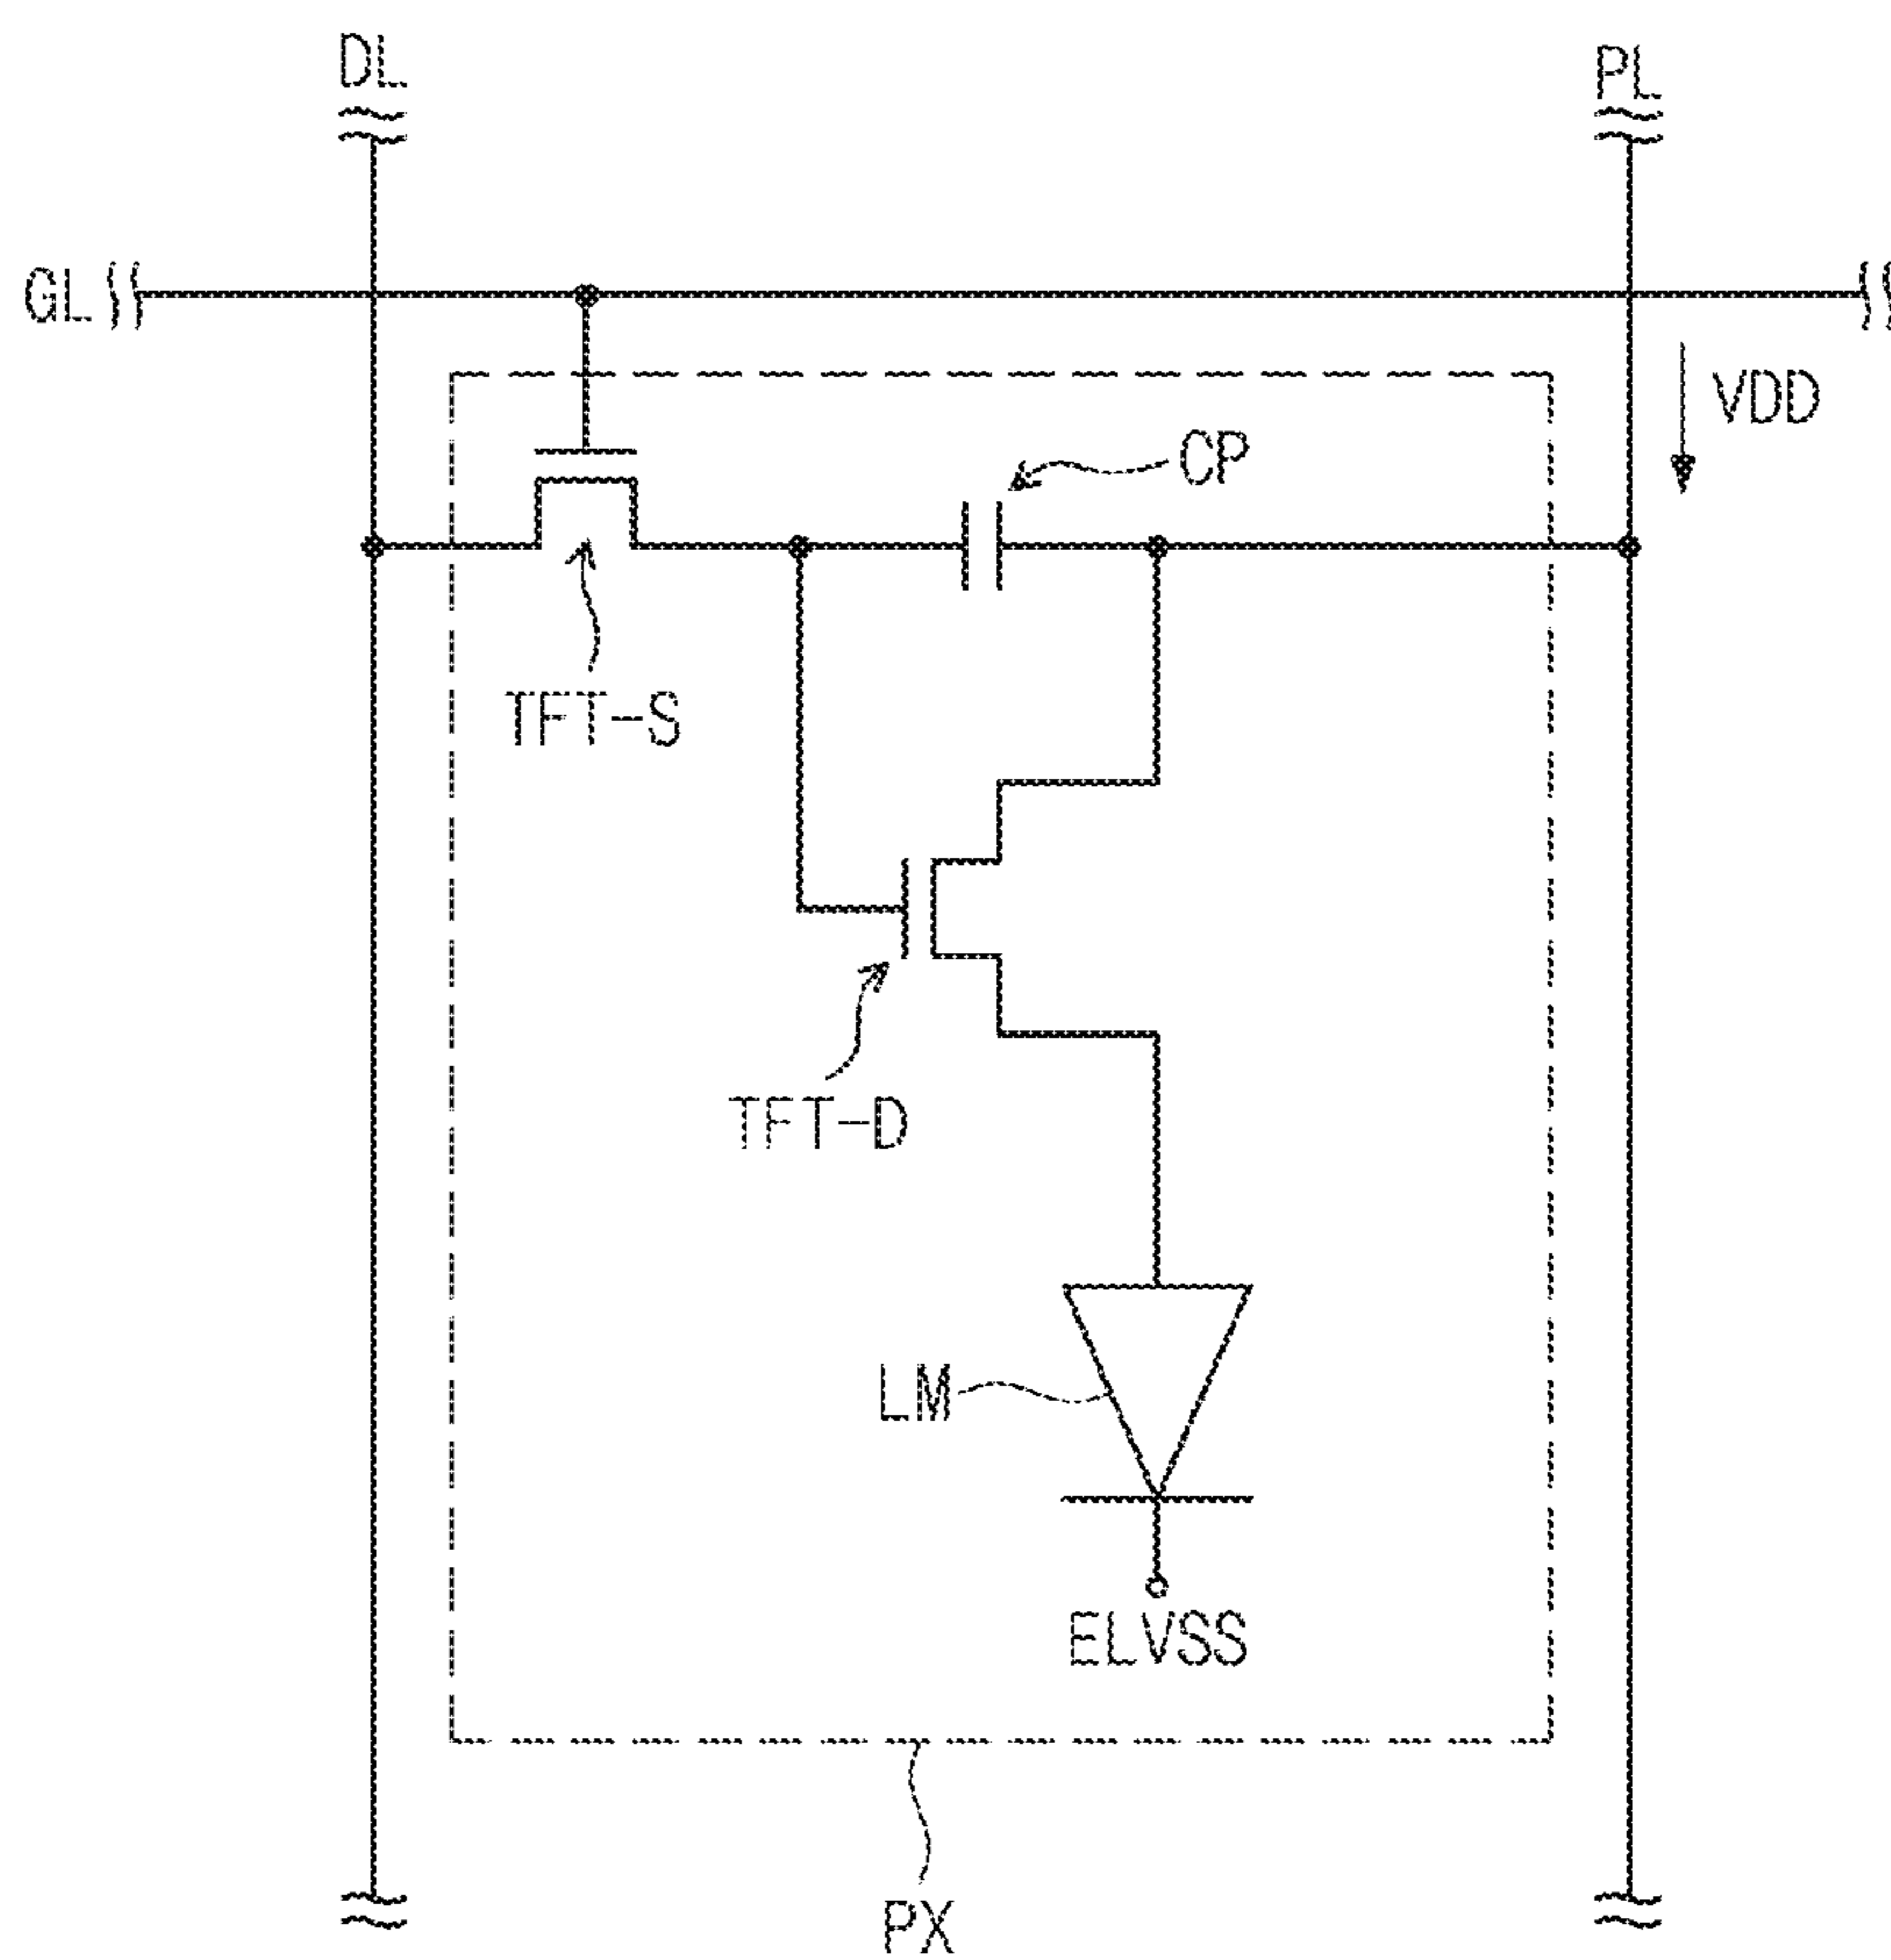 DL
PL
GL
VDD
CP
TFT-S
TFT-D
LM
ELVSS
PX